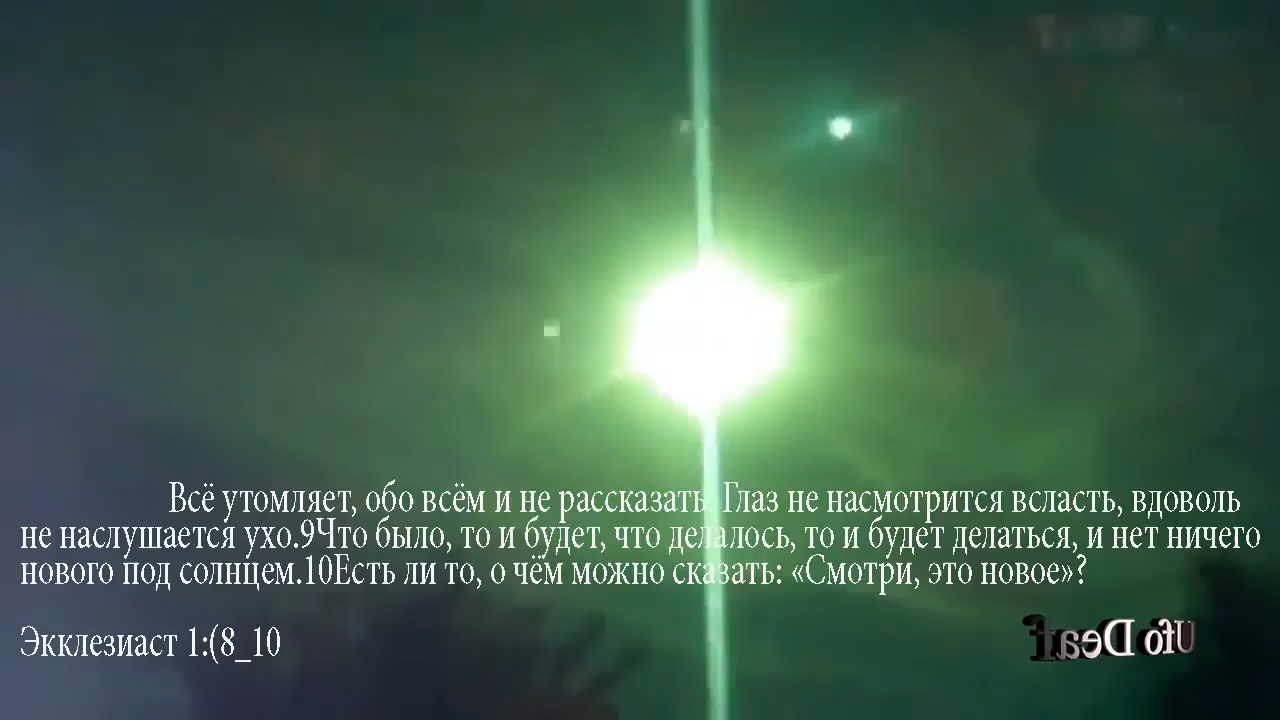 Всё утомляет, обо всём и не рассказать. Глаз не насмотрится всласть, вдоволь
не наслушается ухо.9Что было, то и будет, что делалось, то и будет делаться, и нет ничего
нового под солнцем.10Есть ли то, о чём можно сказать: «Смотри, это новое»?
Экклезиаст 1:(8_10
Ufo Deaf